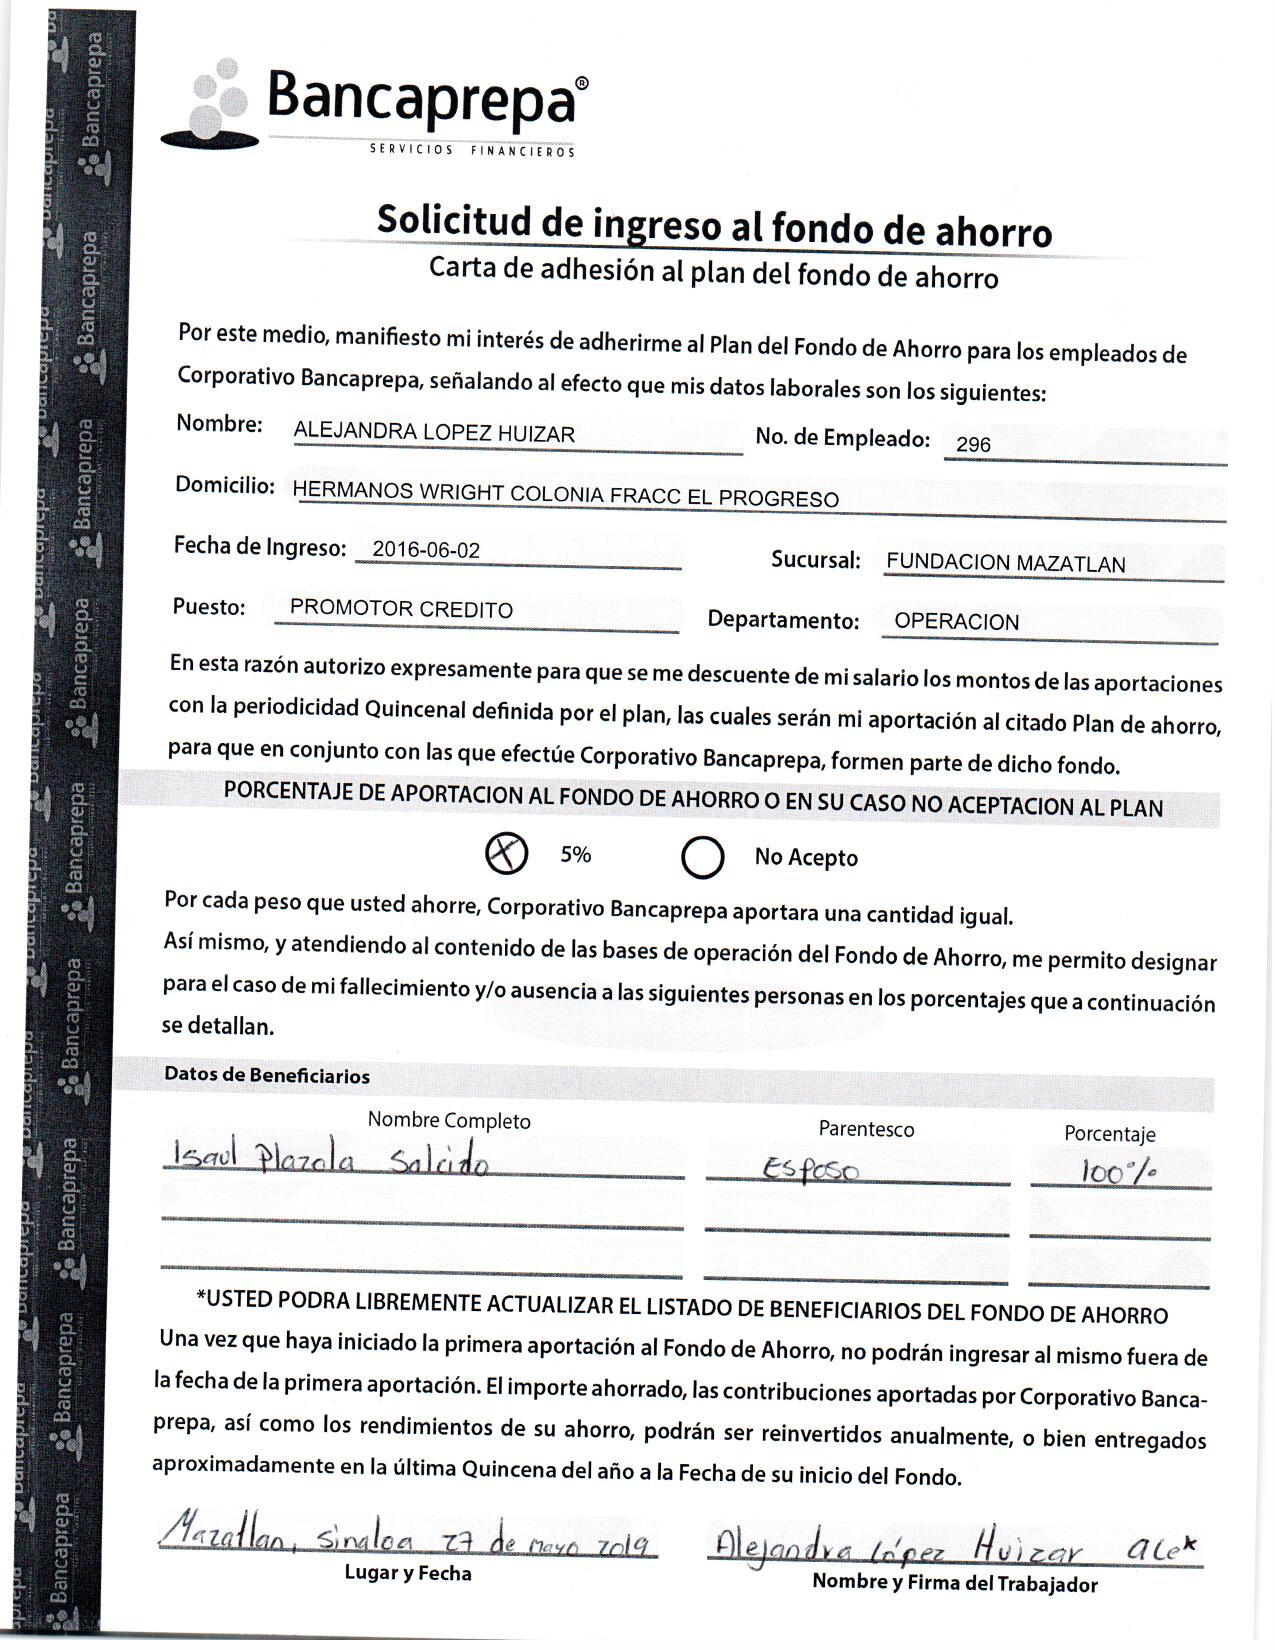 Bancaprepa®
SERVICIOS FINANCIEROS
Solicitud de ingreso al fondo de ahorro
Carta de adhesión al plan del fondo de ahorro
Por este medio, manifiesto mi interés de adherirme al Plan del Fondo de Ahorro para los empleados de
Corporativo Bancaprepa, señalando al efecto que mis datos laborales son los siguientes:
Nombre: ALEJANDRA LOPEZ HUIZAR No. de Empleado: 296
Domicilio: HERMANOS WRIGHT COLONIA FRACC EL PROGRESO
Fecha de Ingreso: 2016-06-02 Sucursal: FUNDACION MAZATLAN
Puesto: PROMOTOR CREDITO Departamento: OPERACION
En esta razón autorizo expresamente para que se me descuente de mi salario los montos de las aportaciones
con la periodicidad Quincenal definida por el plan, las cuales serán mi aportación al citado Plan de ahorro,
para que en conjunto con las que efectúe Corporativo Bancaprepa, formen parte de dicho fondo.
PORCENTAJE DE APORTACION AL FONDO DE AHORRO O EN SU CASO NO ACEPTACION AL PLAN
5% No Acepto
Por cada peso que usted ahorre, Corporativo Bancaprepa aportara una cantidad igual.
Así mismo, y atendiendo al contenido de las bases de operación del Fondo de Ahorro, me permito designar
para el caso de mi fallecimiento y/o ausencia a las siguientes personas en los porcentajes que a continuación
se detallan.
Datos de Beneficiarios
Nombre Completo Parentesco Porcentaje
Isaul Plazola Salcido Esposo 100%
*USTED PODRA LIBREMENTE ACTUALIZAR EL LISTADO DE BENEFICIARIOS DEL FONDO DE AHORRO
Una vez que haya iniciado la primera aportación al Fondo de Ahorro, no podrán ingresar al mismo fuera de
la fecha de la primera aportación. El importe ahorrado, las contribuciones aportadas por Corporativo Banca-
prepa, así como los rendimientos de su ahorro, podrán ser reinvertidos anualmente, o bien entregados
aproximadamente en la última Quincena del año a la Fecha de su inicio del Fondo.
Mazatlan, Sinaloa 27 de mayo 2019 Alejandra López Huizar ale*
Lugar y Fecha Nombre y Firma del Trabajador